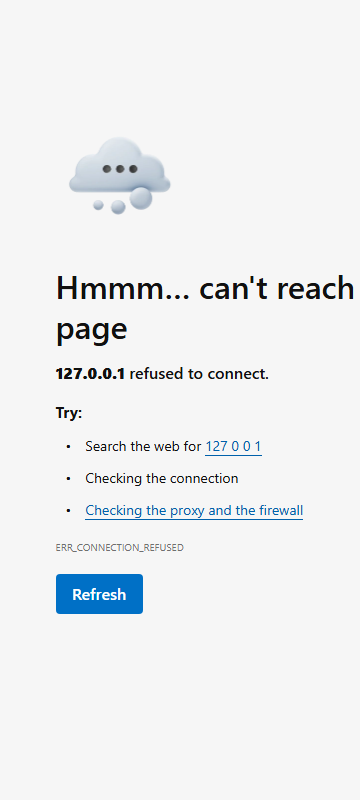 Hmmm... can't reach
page
127.0.0.1 refused to connect.
Try:
• Search the web for 127 0 0 1
• Checking the connection
• Checking the proxy and the firewall
ERR_CONNECTION_REFUSED
Refresh